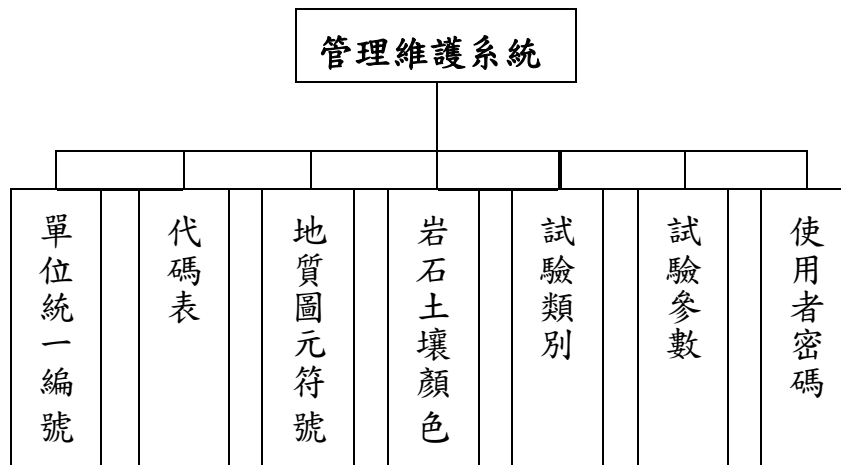 管理維護系統
單位統一編號
代碼表
地質圖元符號
岩石土壤顏色
試驗類別
試驗參數
使用者密碼